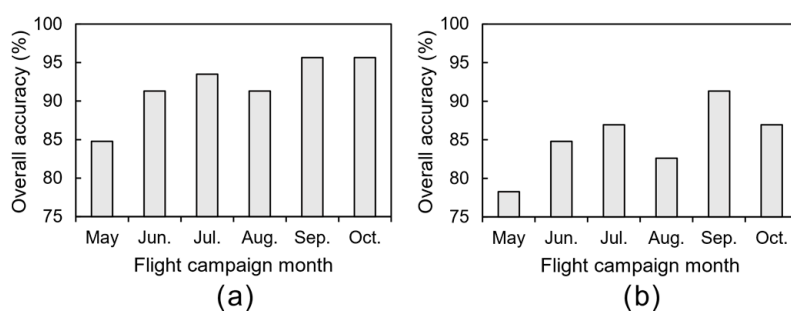 Overall accuracy (%)
100
95
90
85
80
75
May Jun. Jul. Aug. Sep. Oct.
Flight campaign month
(a)
Overall accuracy (%)
100
95
90
85
80
75
May Jun. Jul. Aug. Sep. Oct.
Flight campaign month
(b)